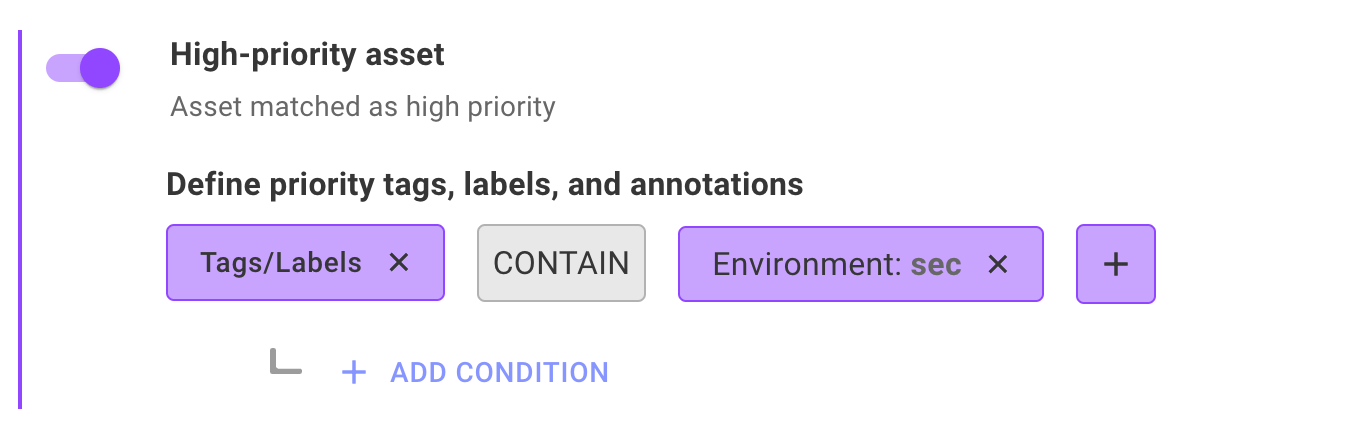 High-priority asset
Asset matched as high priority
Define priority tags, labels, and annotations
Tags/Labels × CONTAIN Environment: sec × +
+ ADD CONDITION